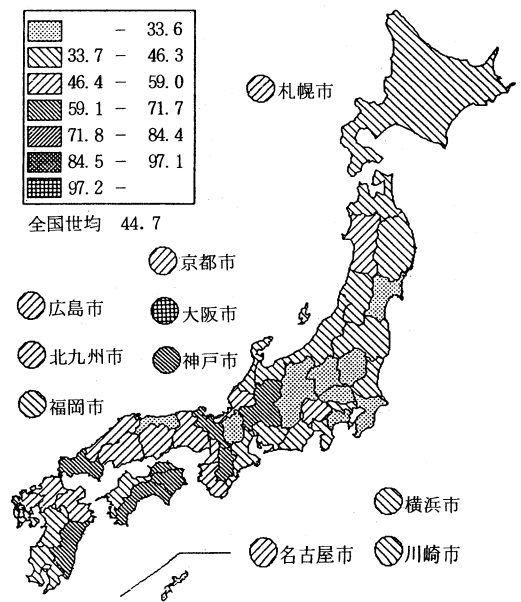 - 33.6
33.7 - 46.3
46.4 - 59.0
59.1 - 71.7
71.8 - 84.4
84.5 - 97.1
97.2 -
全国世均 44.7
札幌市
京都市
広島市
大阪市
北九州市
神戸市
福岡市
横浜市
名古屋市
川崎市